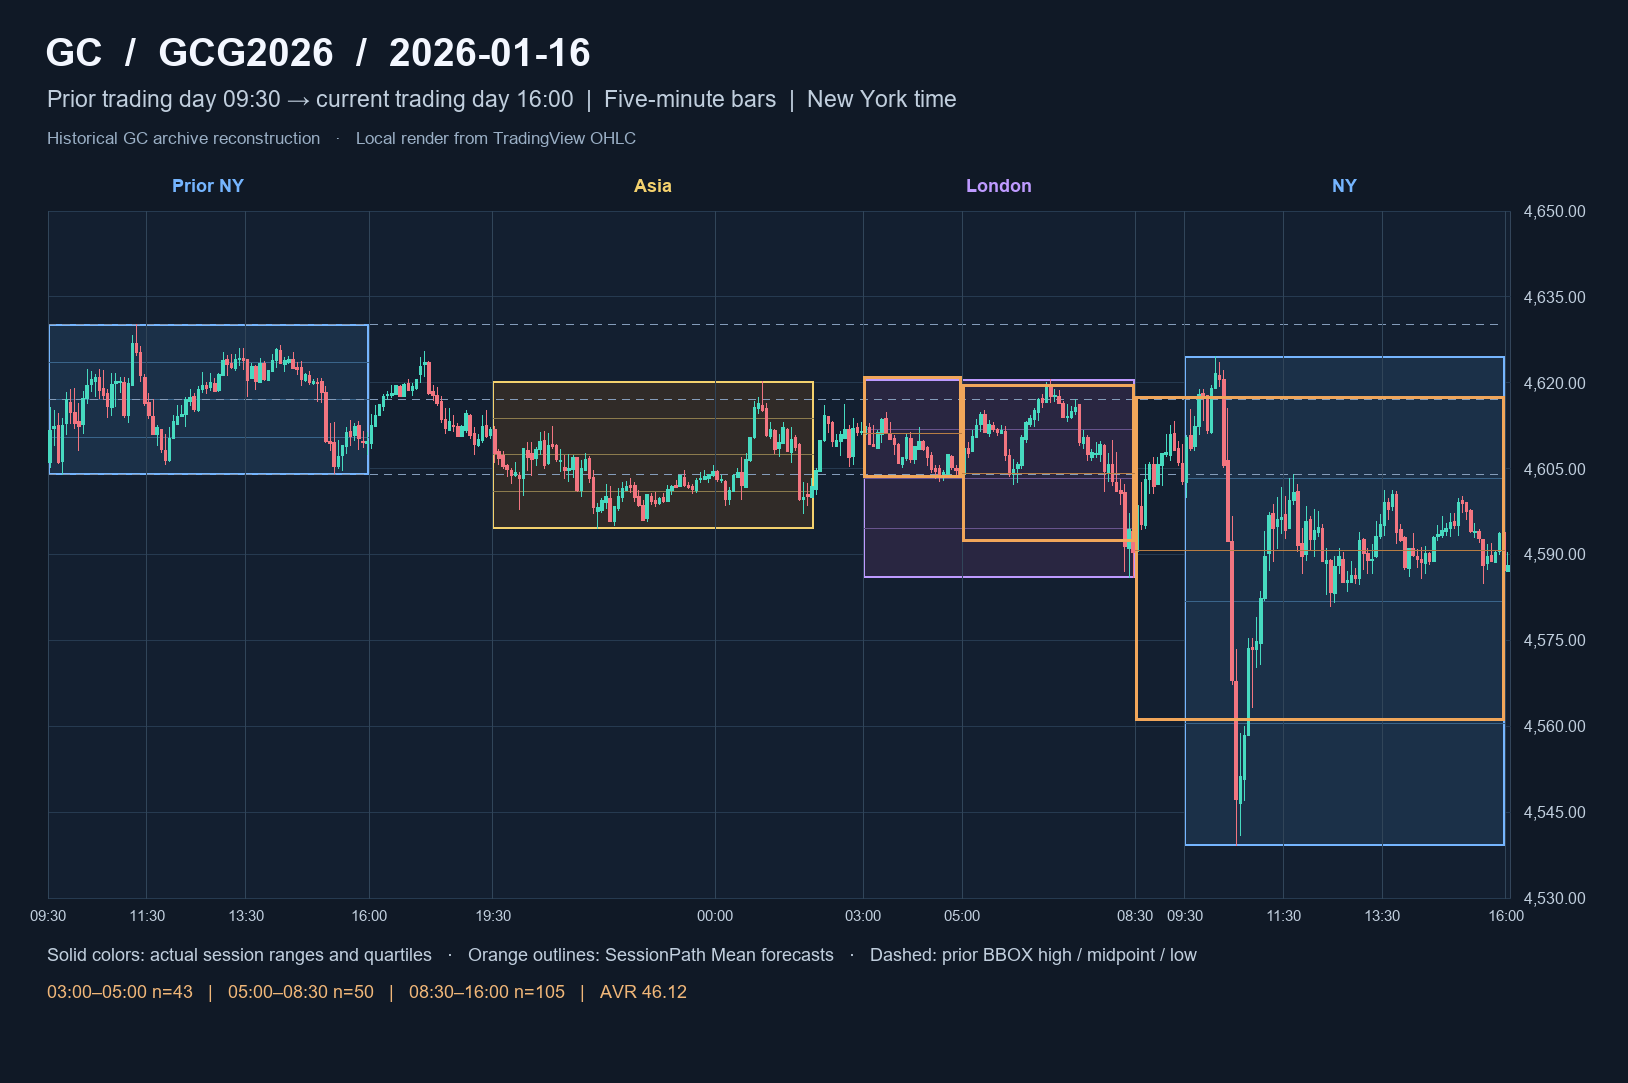 GC / GCG2026 / 2026-01-16
Prior trading day 09:30 → current trading day 16:00 | Five-minute bars | New York time
Historical GC archive reconstruction · Local render from TradingView OHLC
Prior NY Asia London NY
4,650.00
4,635.00
4,620.00
4,605.00
4,590.00
4,575.00
4,560.00
4,545.00
4,530.00
09:30 11:30 13:30 16:00 19:30 00:00 03:00 05:00 08:30 09:30 11:30 13:30 16:00
Solid colors: actual session ranges and quartiles · Orange outlines: SessionPath Mean forecasts · Dashed: prior BBOX high / midpoint / low
03:00–05:00 n=43 | 05:00–08:30 n=50 | 08:30–16:00 n=105 | AVR 46.12